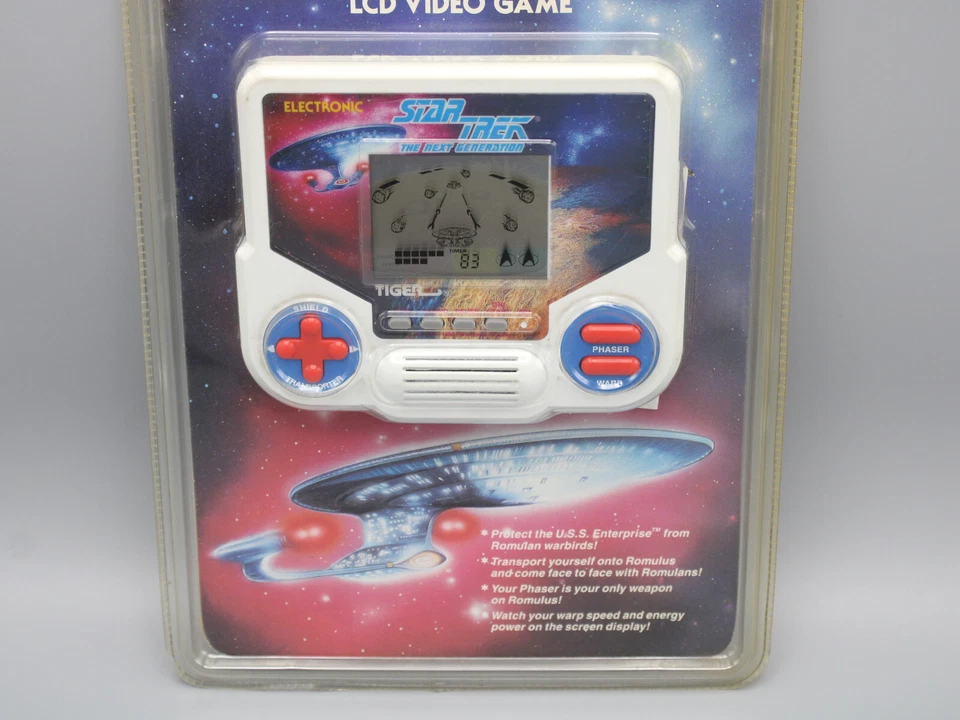 LCD VIDEO GAME
ELECTRONIC
STAR
TREK
THE NEXT GENERATION
TIMER
83
TIGER
SHIELD
TRANSPORTER
PHASER
WARP
* Protect the U.S.S. Enterprise™ from
Romulan warbirds!
* Transport yourself onto Romulus
and come face to face with Romulans!
* Your Phaser is your only weapon
on Romulus!
* Watch your warp speed and energy
power on the screen display!